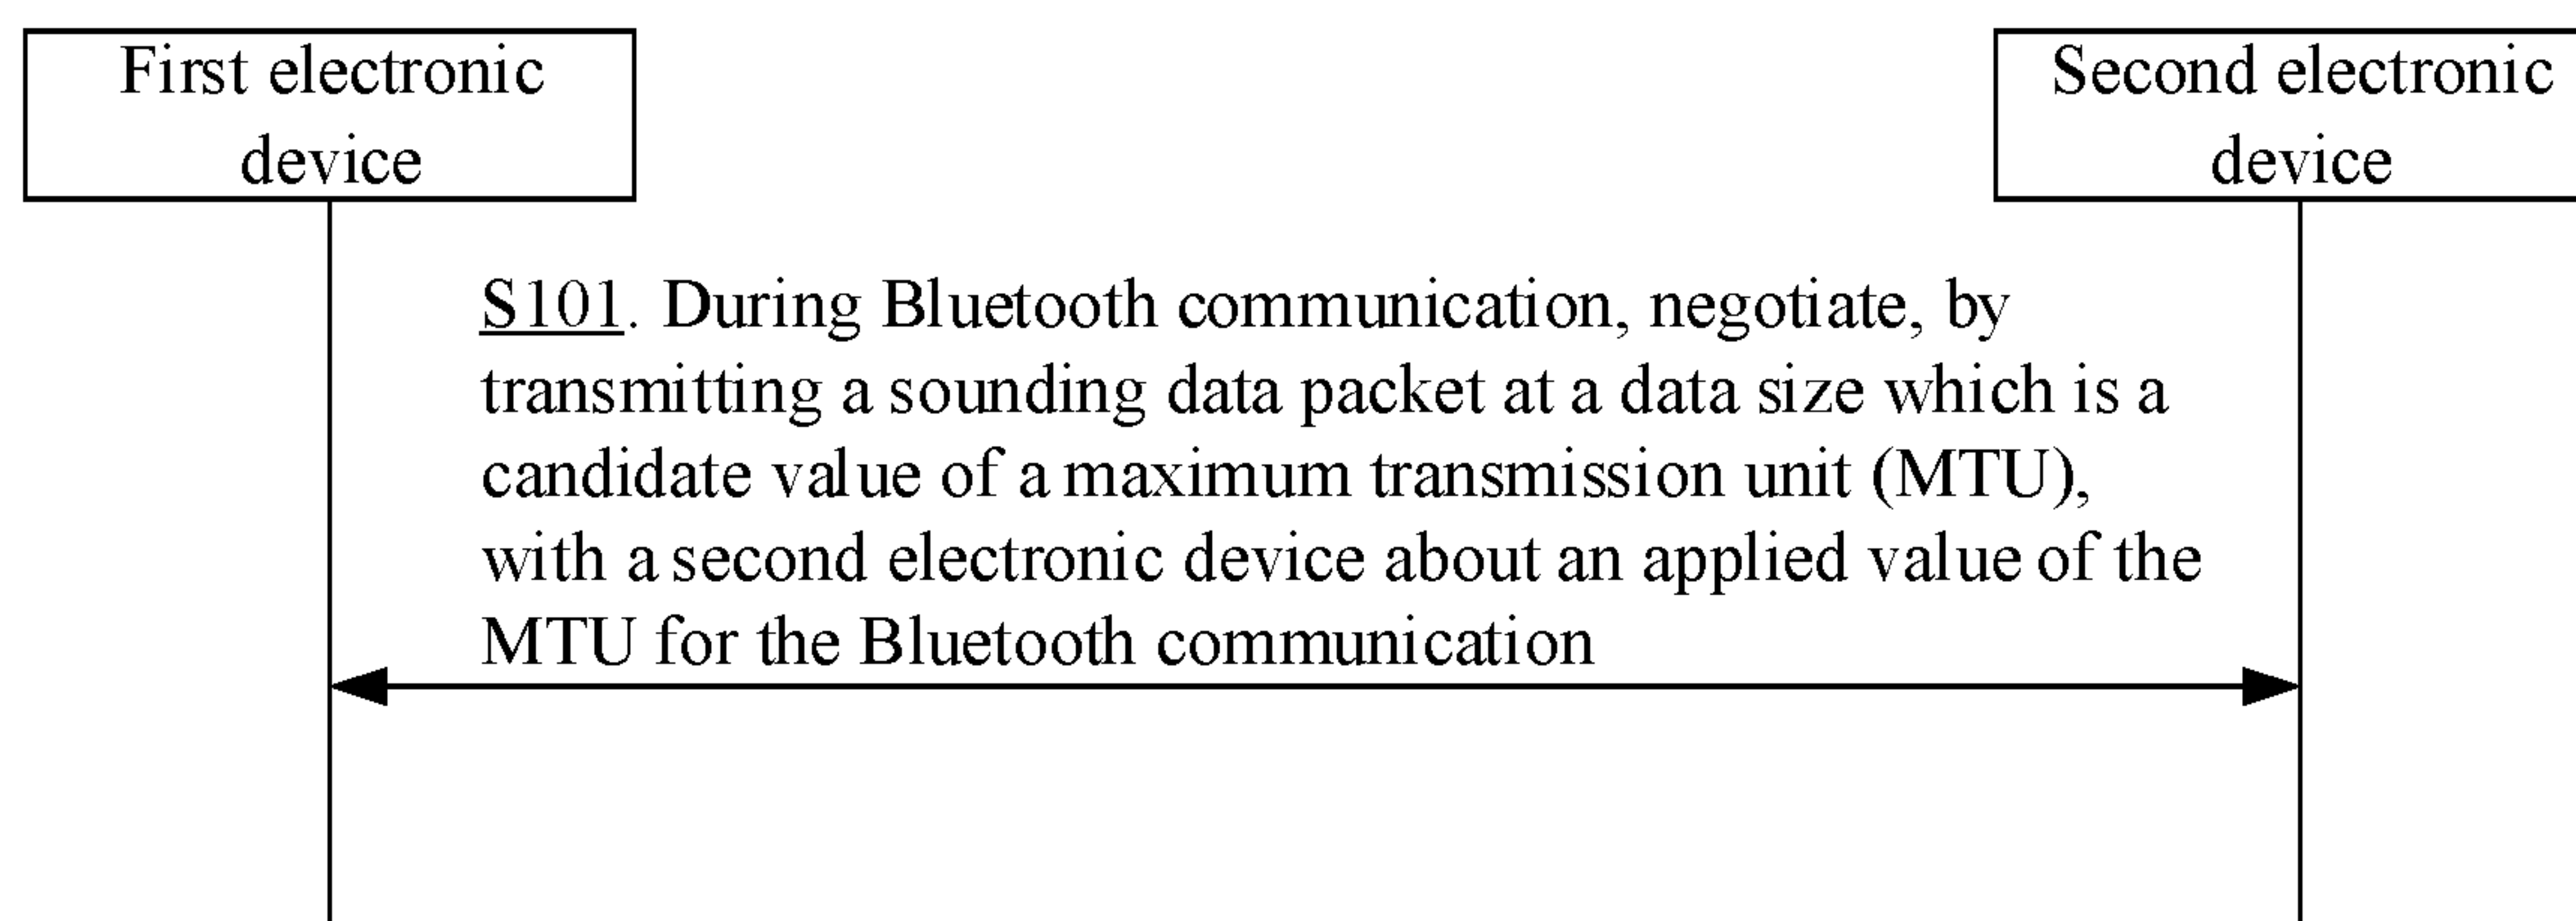 First electronic
device
Second electronic
device
S101. During Bluetooth communication, negotiate, by
transmitting a sounding data packet at a data size which is a
candidate value of a maximum transmission unit (MTU),
with a second electronic device about an applied value of the
MTU for the Bluetooth communication